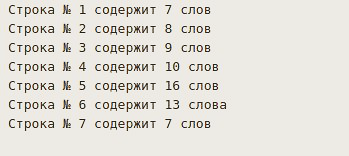 Строка № 1 содержит 7 слов
Строка № 2 содержит 8 слов
Строка № 3 содержит 9 слов
Строка № 4 содержит 10 слов
Строка № 5 содержит 16 слов
Строка № 6 содержит 13 слова
Строка № 7 содержит 7 слов